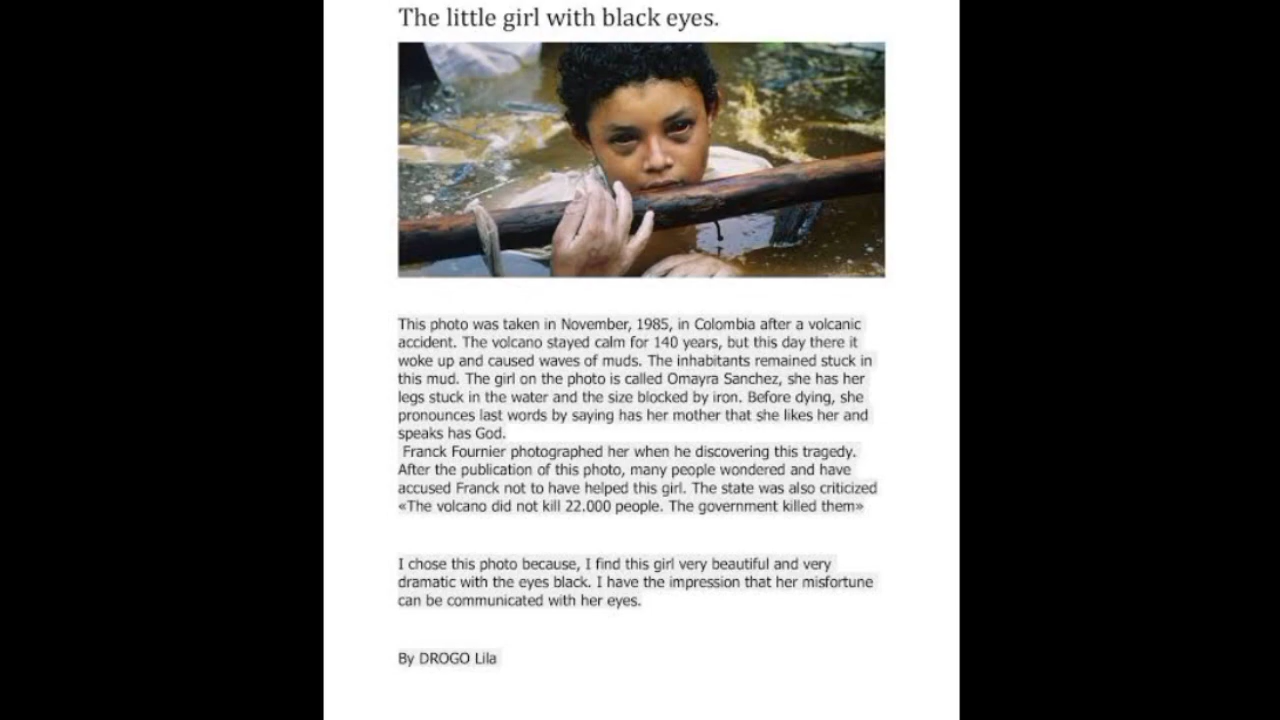 The little girl with black eyes.
This photo was taken in November, 1985, in Colombia after a volcanic
accident. The volcano stayed calm for 140 years, but this day there it
woke up and caused waves of muds. The inhabitants remained stuck in
this mud. The girl on the photo is called Omayra Sanchez, she has her
legs stuck in the water and the size blocked by iron. Before dying, she
pronounces last words by saying has her mother that she likes her and
speaks has God.
Franck Fournier photographed her when he discovering this tragedy.
After the publication of this photo, many people wondered and have
accused Franck not to have helped this girl. The state was also criticized
«The volcano did not kill 22.000 people. The government killed them»
I chose this photo because, I find this girl very beautiful and very
dramatic with the eyes black. I have the impression that her misfortune
can be communicated with her eyes.
By DROGO Lila